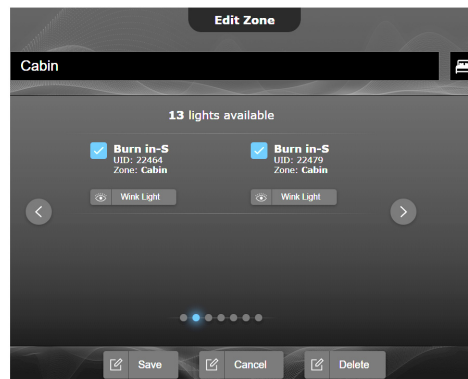 Edit Zone
Cabin
13 lights available
Burn in-S
UID: 22464
Zone: Cabin
Wink Light
Burn in-S
UID: 22479
Zone: Cabin
Wink Light
Save
Cancel
Delete